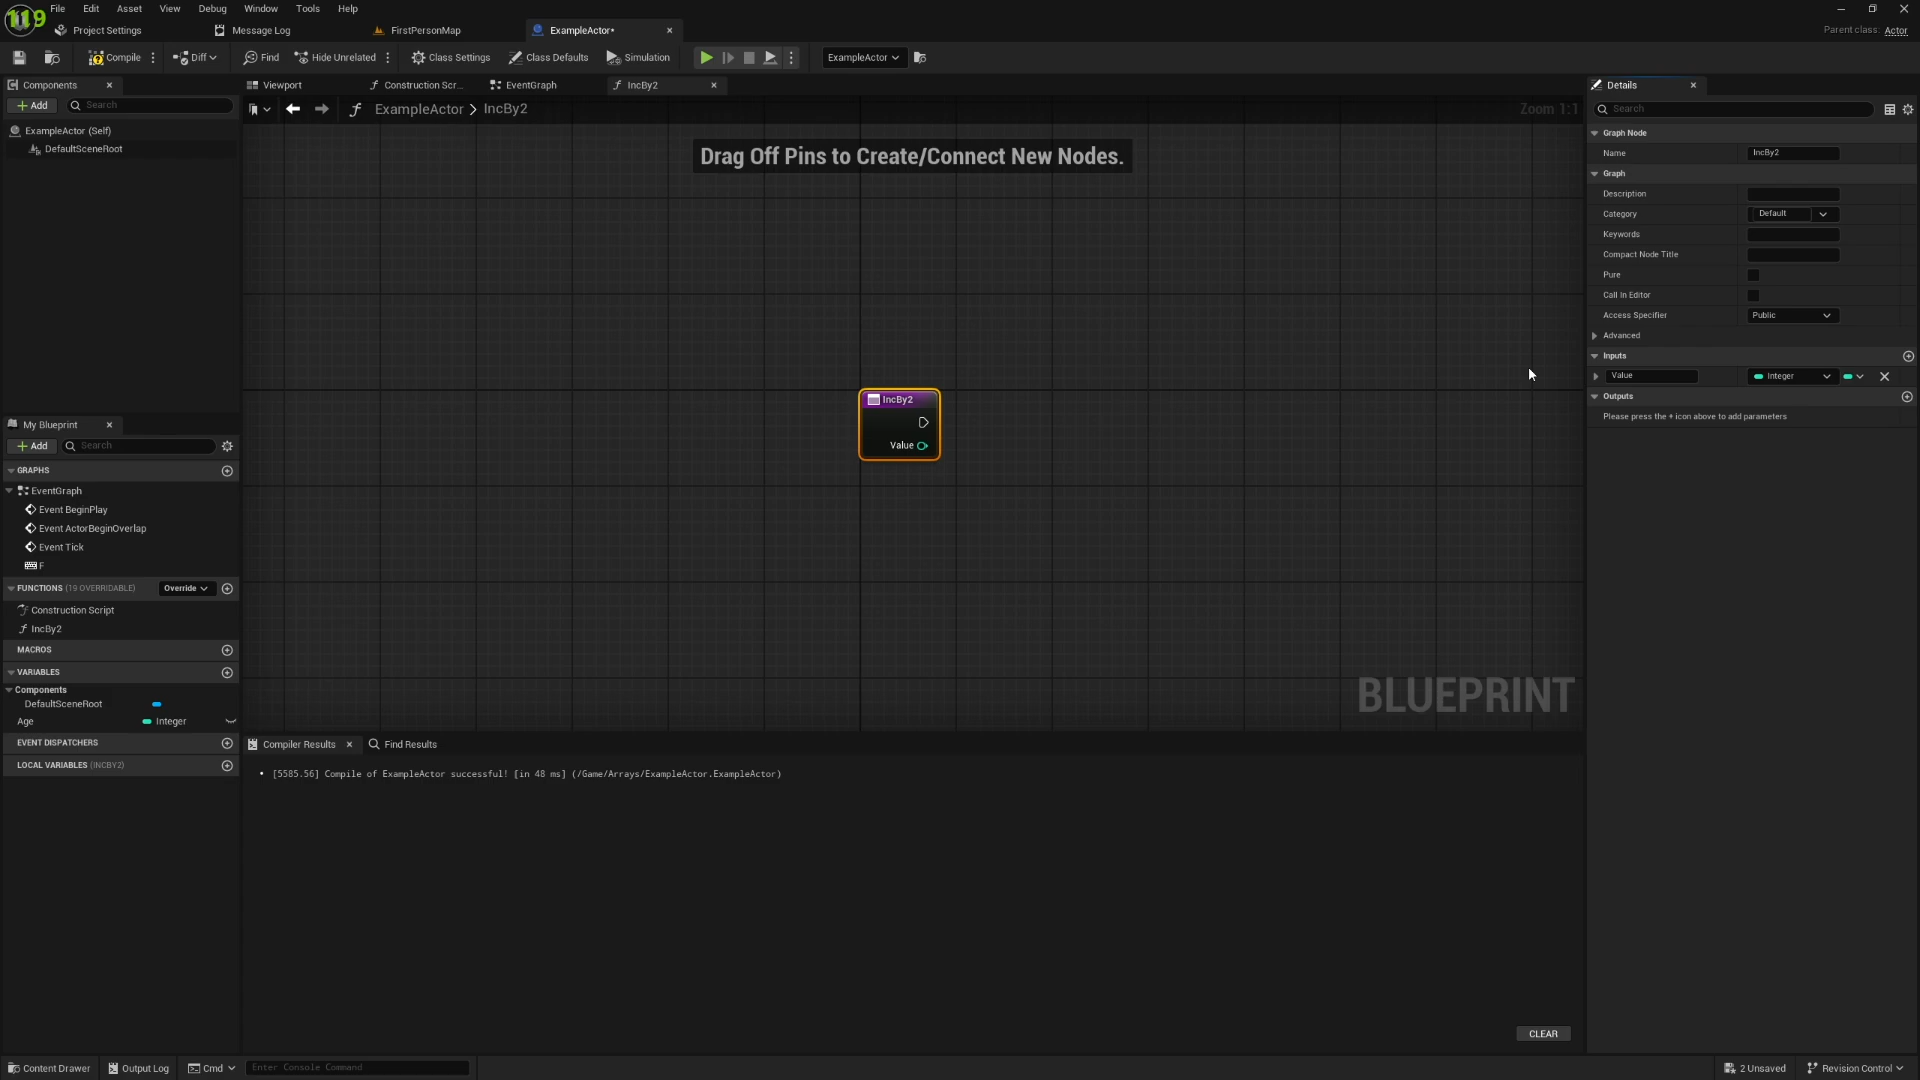 119
File Edit Asset View Debug Window Tools Help
Project Settings Message Log FirstPersonMap ExampleActor•
Parent class: Actor
Compile Diff Find Hide Unrelated Class Settings Class Defaults Simulation ExampleActor
Components
Add Search
ExampleActor (Self)
DefaultSceneRoot
Viewport Construction Scr... EventGraph IncBy2
ExampleActor > IncBy2
Zoom 1:1
Drag Off Pins to Create/Connect New Nodes.
IncBy2
Value
BLUEPRINT
My Blueprint
Add Search
GRAPHS
EventGraph
Event BeginPlay
Event ActorBeginOverlap
Event Tick
F
FUNCTIONS (19 OVERRIDABLE) Override
Construction Script
IncBy2
MACROS
VARIABLES
Components
DefaultSceneRoot
Age Integer
EVENT DISPATCHERS
LOCAL VARIABLES (INCBY2)
Compiler Results Find Results
• [5585.56] Compile of ExampleActor successful! [in 48 ms] (/Game/Arrays/ExampleActor.ExampleActor)
CLEAR
Details
Search
Graph Node
Name IncBy2
Graph
Description
Category Default
Keywords
Compact Node Title
Pure
Call In Editor
Access Specifier Public
Advanced
Inputs
Value Integer
Outputs
Please press the + icon above to add parameters
Content Drawer Output Log Cmd Enter Console Command
2 Unsaved Revision Control